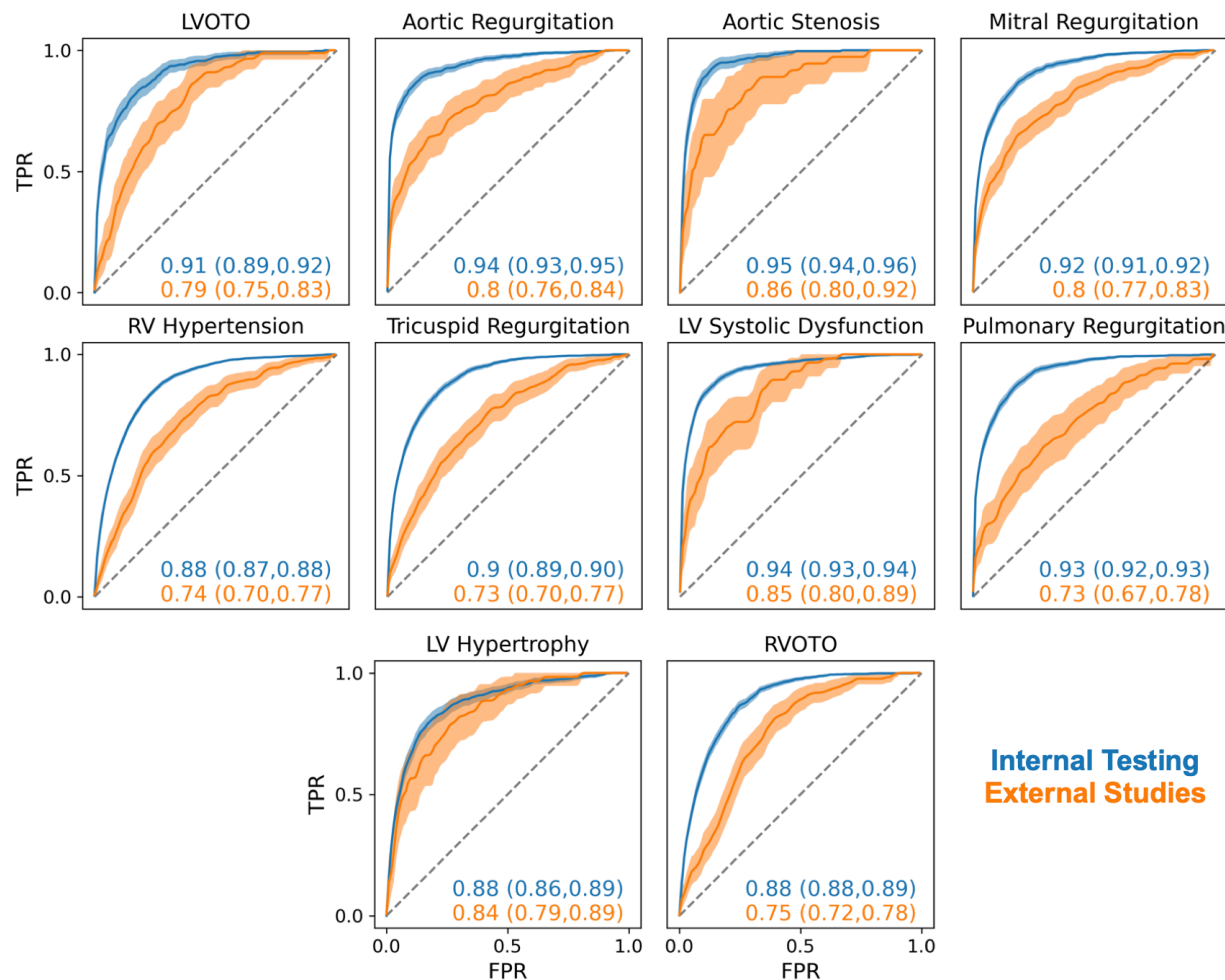 LVOTO
Aortic Regurgitation
Aortic Stenosis
Mitral Regurgitation
1.0
0.5
0.0
TPR
0.91 (0.89,0.92)
0.79 (0.75,0.83)
0.94 (0.93,0.95)
0.8 (0.76,0.84)
0.95 (0.94,0.96)
0.86 (0.80,0.92)
0.92 (0.91,0.92)
0.8 (0.77,0.83)
RV Hypertension
Tricuspid Regurgitation
LV Systolic Dysfunction
Pulmonary Regurgitation
1.0
0.5
0.0
TPR
0.88 (0.87,0.88)
0.74 (0.70,0.77)
0.9 (0.89,0.90)
0.73 (0.70,0.77)
0.94 (0.93,0.94)
0.85 (0.80,0.89)
0.93 (0.92,0.93)
0.73 (0.67,0.78)
LV Hypertrophy
RVOTO
1.0
0.5
0.0
TPR
0.88 (0.86,0.89)
0.84 (0.79,0.89)
0.88 (0.88,0.89)
0.75 (0.72,0.78)
0.0
0.5
1.0
FPR
0.0
0.5
1.0
FPR
Internal Testing
External Studies